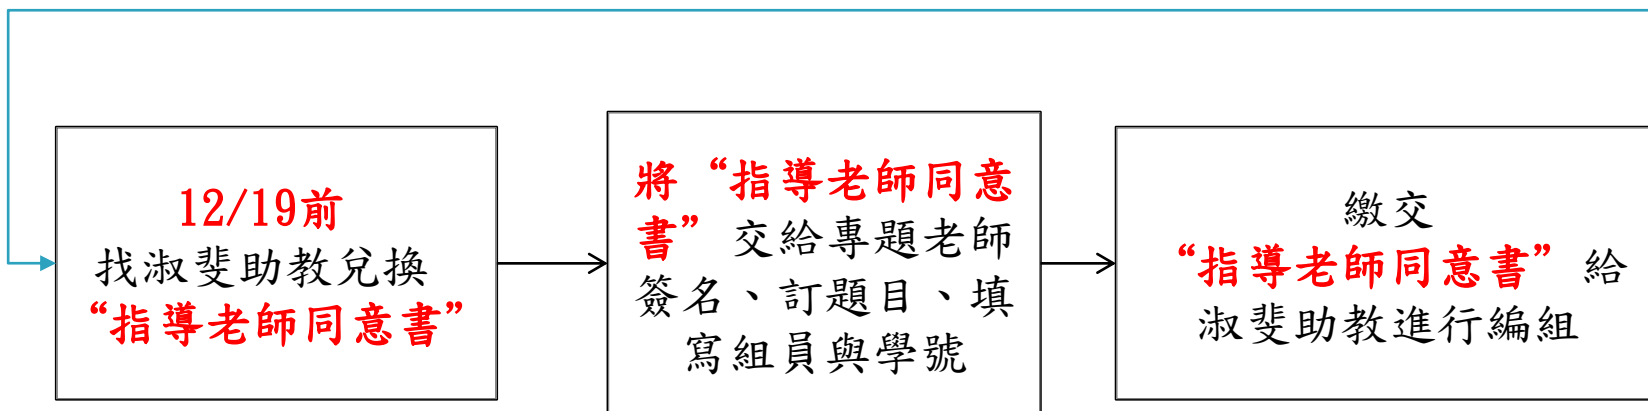 12/19前
找淑斐助教兌換
“指導老師同意書”
將“指導老師同意
書”交給專題老師
簽名、訂題目、填
寫組員與學號
繳交
“指導老師同意書”給
淑斐助教進行編組